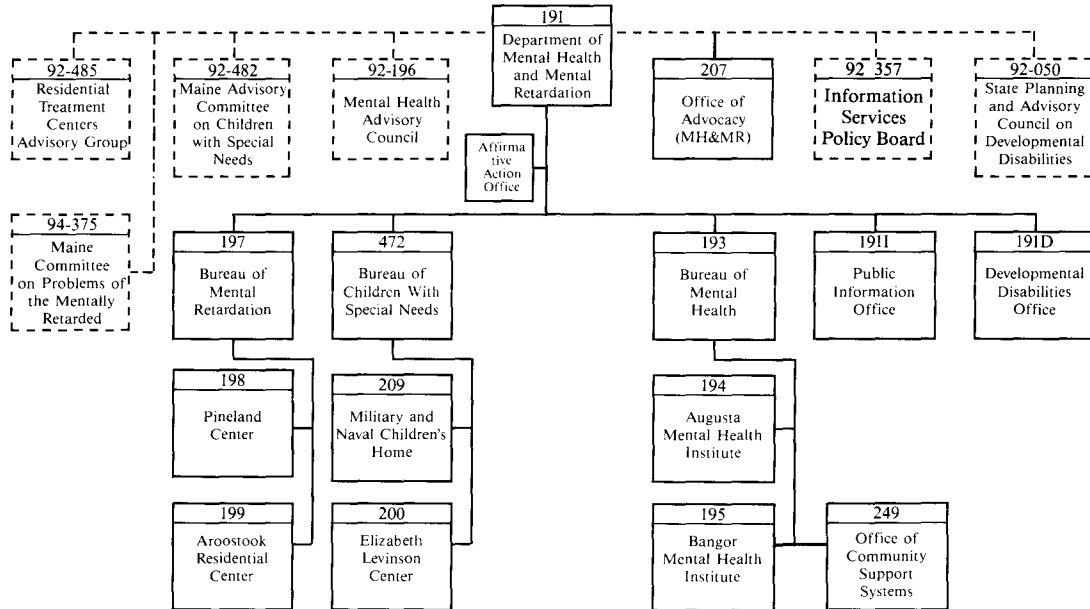 191
Department of
Mental Health
and Mental
Retardation
92-485
Residential
Treatment
Centers
Advisory Group
92-482
Maine Advisory
Committee
on Children
with Special
Needs
92-196
Mental Health
Advisory
Council
207
Office of
Advocacy
(MH&MR)
92 357
Information
Services
Policy Board
92-050
State Planning
and Advisory
Council on
Developmental
Disabilities
Affirma
tive
Action
Office
94-375
Maine
Committee
on Problems of
the Mentally
Retarded
197
Bureau of
Mental
Retardation
472
Bureau of
Children With
Special Needs
193
Bureau of
Mental
Health
191I
Public
Information
Office
191D
Developmental
Disabilities
Office
198
Pineland
Center
209
Military and
Naval Children's
Home
194
Augusta
Mental Health
Institute
199
Aroostook
Residential
Center
200
Elizabeth
Levinson
Center
195
Bangor
Mental Health
Institute
249
Office of
Community
Support
Systems